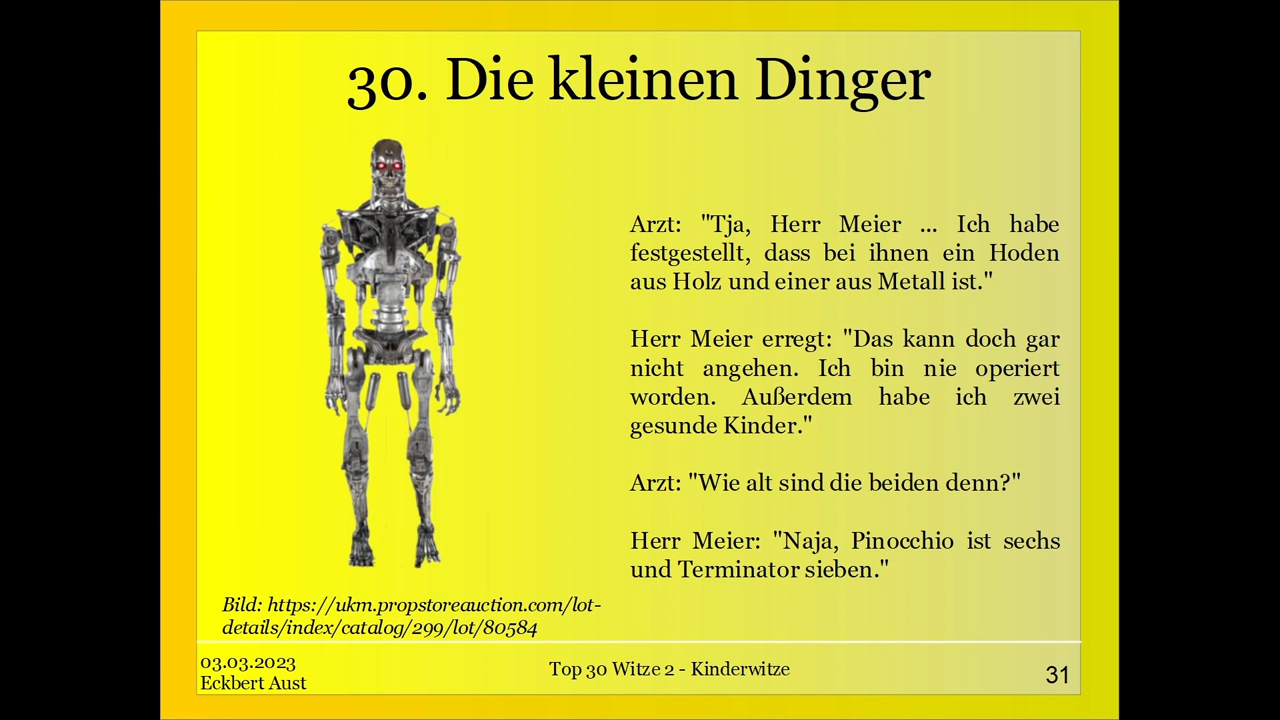 30. Die kleinen Dinger
Arzt: "Tja, Herr Meier ... Ich habe
festgestellt, dass bei ihnen ein Hoden
aus Holz und einer aus Metall ist."
Herr Meier erregt: "Das kann doch gar
nicht angehen. Ich bin nie operiert
worden. Außerdem habe ich zwei
gesunde Kinder."
Arzt: "Wie alt sind die beiden denn?"
Herr Meier: "Naja, Pinocchio ist sechs
und Terminator sieben."
Bild: https://ukm.propstoreauction.com/lot-
details/index/catalog/299/lot/80584
03.03.2023
Eckbert Aust
Top 30 Witze 2 - Kinderwitze
31